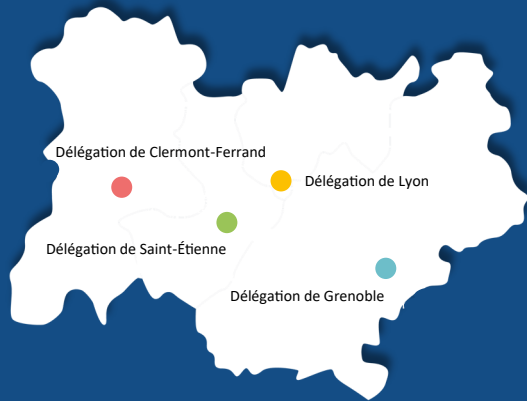 Délégation de Clermont-Ferrand
Délégation de Lyon
Délégation de Saint-Étienne
Délégation de Grenoble